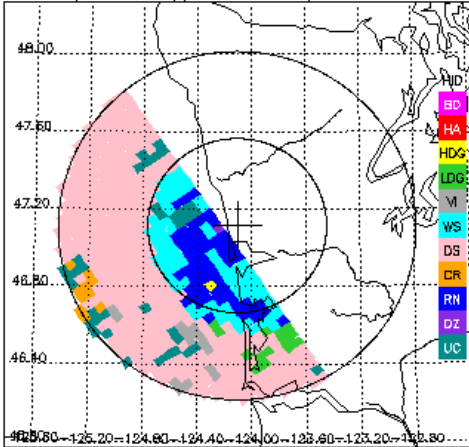 48.00
HID
BD
47.60
HA
HDG
LDG
47.20
VI
WS
DS
46.80
CR
RN
DZ
46.40
UC
-125.20
-124.80
-124.40
-124.00
-123.60
-123.20
-122.80